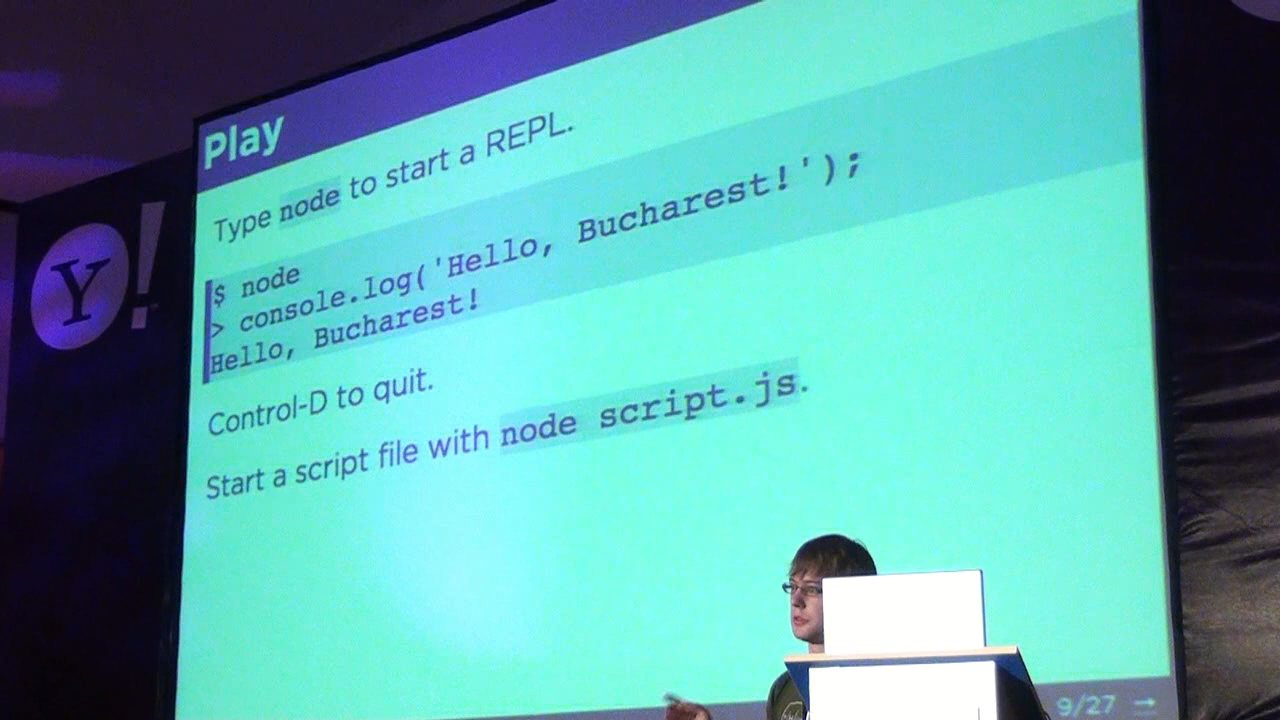 Play
Type node to start a REPL.
$ node
> console.log('Hello, Bucharest!');
Hello, Bucharest!
Control-D to quit.
Start a script file with node script.js.
Y!
9/27 →